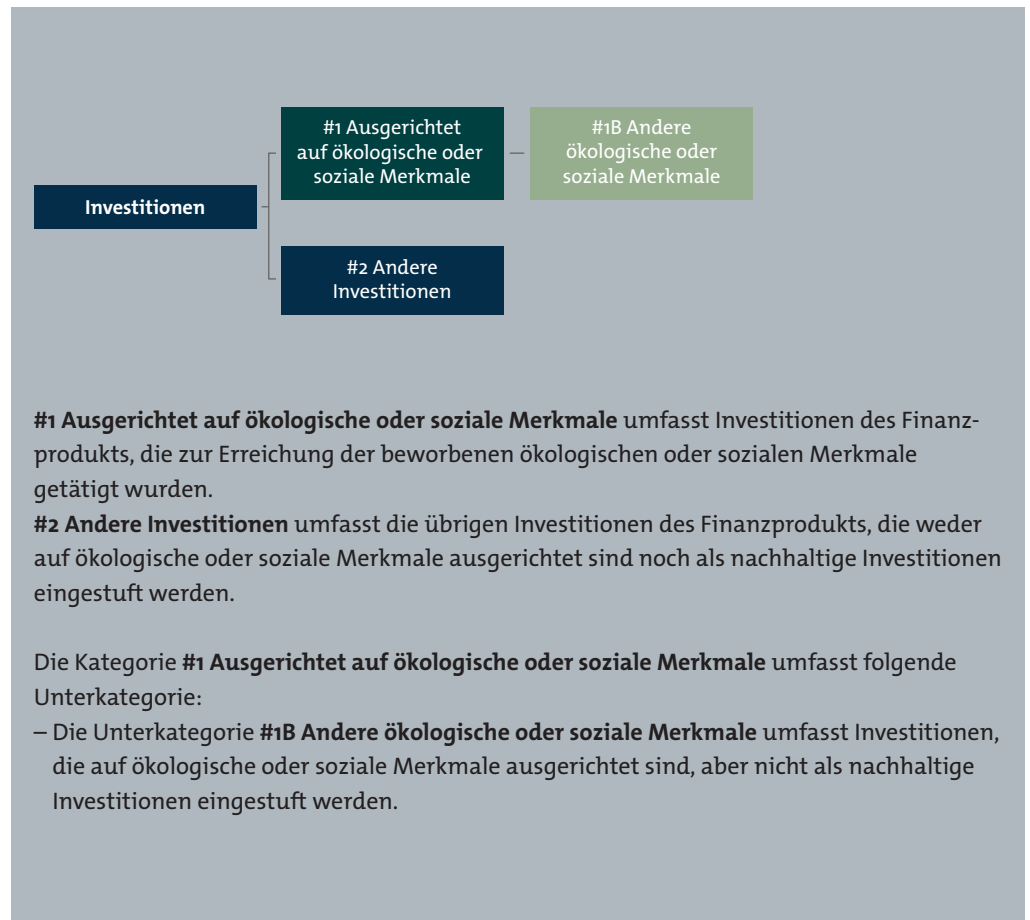 #1 Ausgerichtet
auf ökologische oder
soziale Merkmale
#1B Andere
ökologische oder
soziale Merkmale
Investitionen
#2 Andere
Investitionen
#1 Ausgerichtet auf ökologische oder soziale Merkmale umfasst Investitionen des Finanz-
produkts, die zur Erreichung der beworbenen ökologischen oder sozialen Merkmale
getätigt wurden.
#2 Andere Investitionen umfasst die übrigen Investitionen des Finanzprodukts, die weder
auf ökologische oder soziale Merkmale ausgerichtet sind noch als nachhaltige Investitionen
eingestuft werden.
Die Kategorie #1 Ausgerichtet auf ökologische oder soziale Merkmale umfasst folgende
Unterkategorie:
– Die Unterkategorie #1B Andere ökologische oder soziale Merkmale umfasst Investitionen,
die auf ökologische oder soziale Merkmale ausgerichtet sind, aber nicht als nachhaltige
Investitionen eingestuft werden.